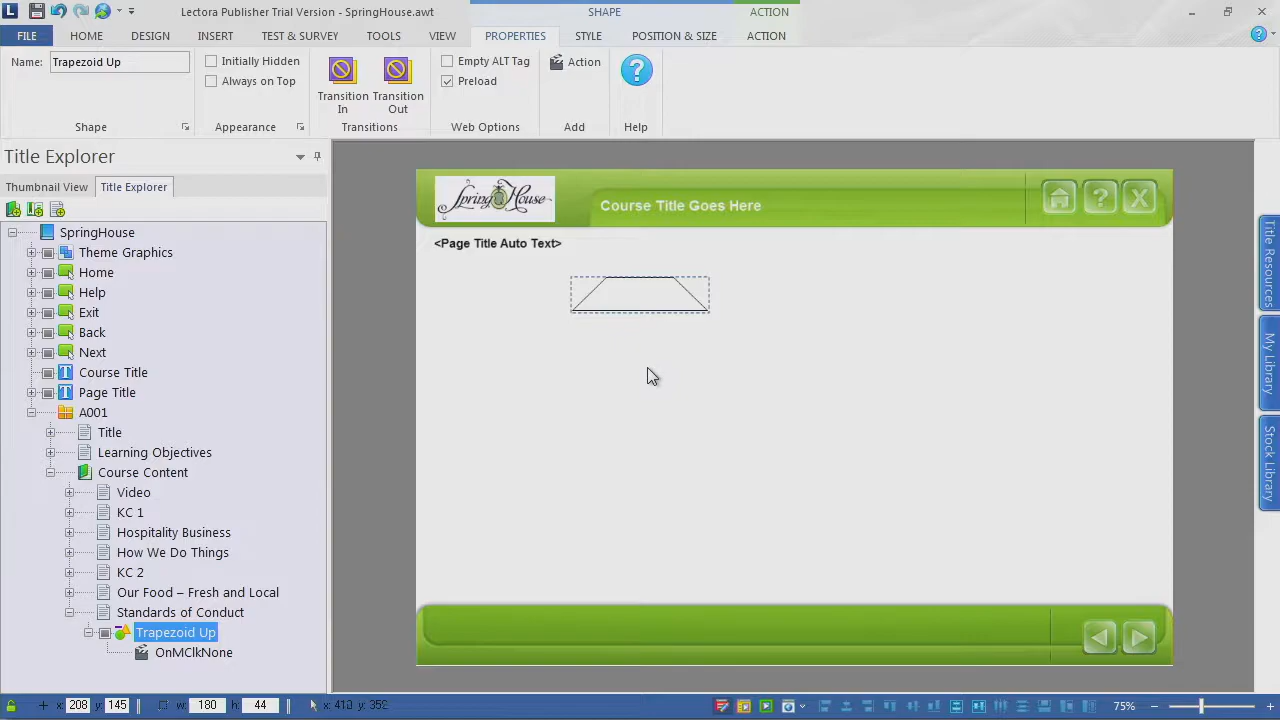 Lectora Publisher Trial Version - SpringHouse.awt
SHAPE
ACTION
FILE
HOME
DESIGN
INSERT
TEST & SURVEY
TOOLS
VIEW
PROPERTIES
STYLE
POSITION & SIZE
ACTION
Name: Trapezoid Up
Initially Hidden
Always on Top
Transition In
Transition Out
Empty ALT Tag
Preload
Action
Shape
Appearance
Transitions
Web Options
Add
Help
Title Explorer
Thumbnail View
Title Explorer
SpringHouse
Theme Graphics
Home
Help
Exit
Back
Next
Course Title
Page Title
A001
Title
Learning Objectives
Course Content
Video
KC 1
Hospitality Business
How We Do Things
KC 2
Our Food – Fresh and Local
Standards of Conduct
Trapezoid Up
OnMClkNone
Spring House
Course Title Goes Here
<Page Title Auto Text>
Title Resources
My Library
Stock Library
x: 208 y: 145 w: 180 h: 44 x: 410 y: 352 75%